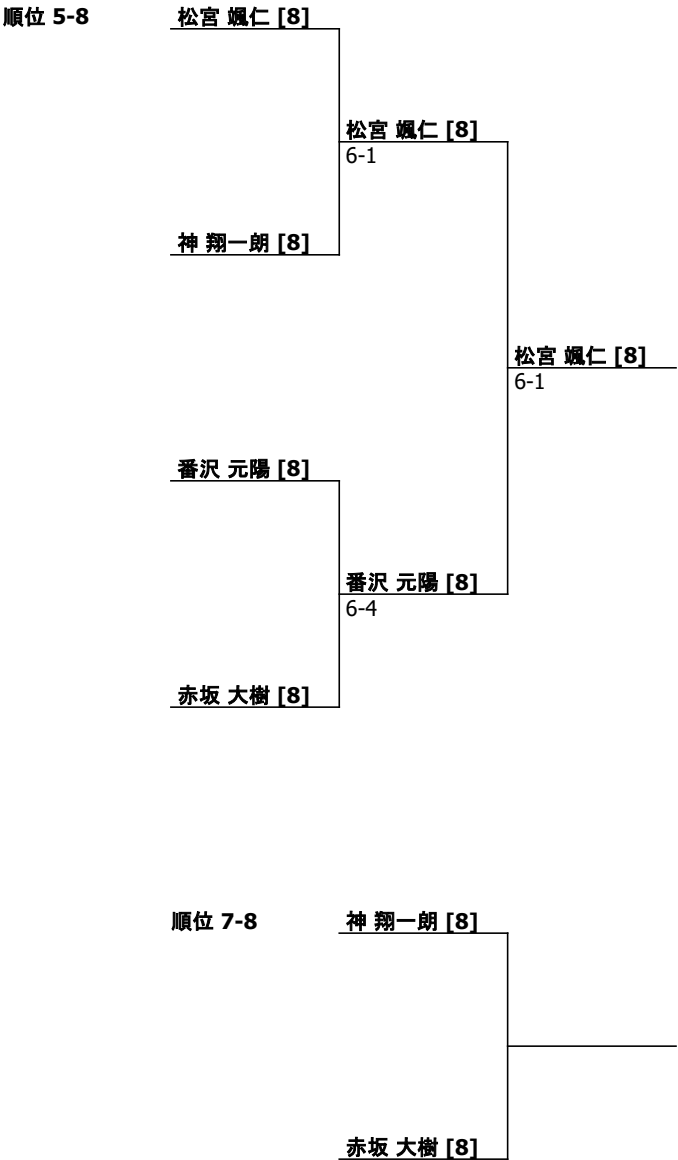 順位 5-8
松宮 颯仁 [8]
松宮 颯仁 [8]
6-1
神 翔一朗 [8]
松宮 颯仁 [8]
6-1
番沢 元陽 [8]
番沢 元陽 [8]
6-4
赤坂 大樹 [8]
順位 7-8
神 翔一朗 [8]
赤坂 大樹 [8]